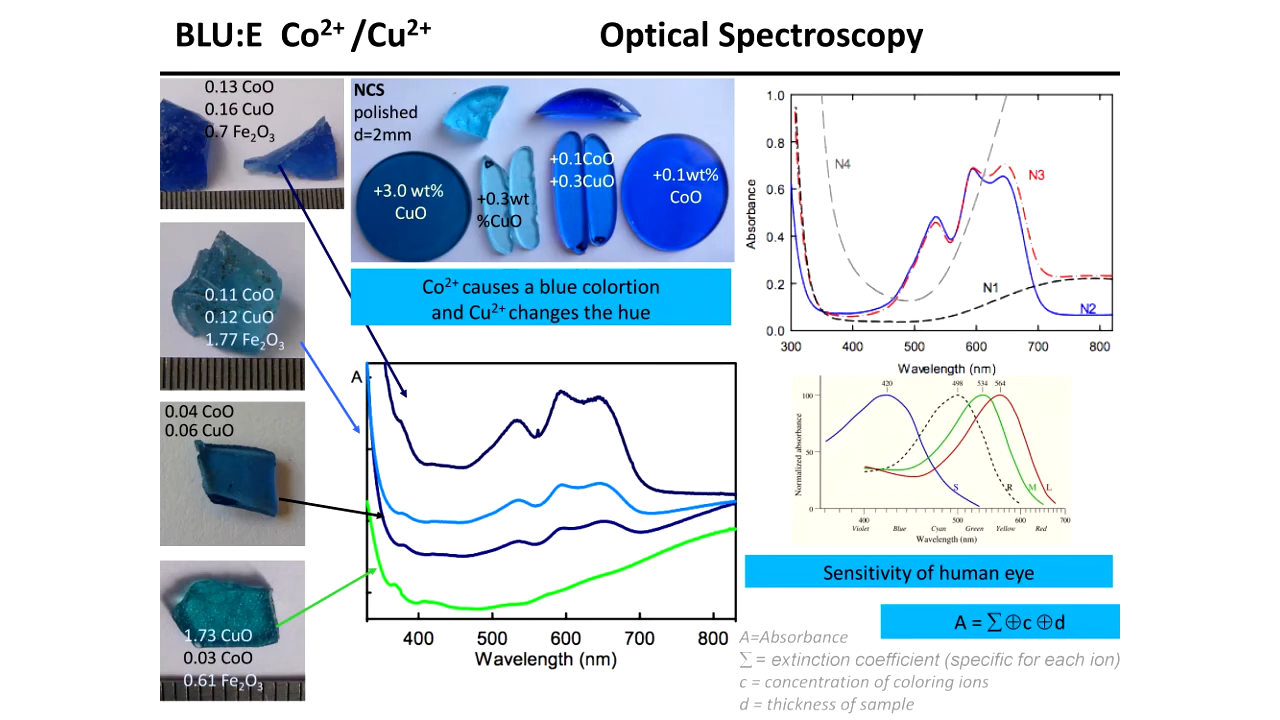 BLU:E Co²⁺ /Cu²⁺
Optical Spectroscopy
0.13 CoO
0.16 CuO
0.7 Fe₂O₃
NCS
polished
d=2mm
+3.0 wt%
CuO
+0.3wt
%CuO
+0.1CoO
+0.3CuO
+0.1wt%
CoO
Co²⁺ causes a blue colortion
and Cu²⁺ changes the hue
0.11 CoO
0.12 CuO
1.77 Fe₂O₃
0.04 CoO
0.06 CuO
1.73 CuO
0.03 CoO
0.61 Fe₂O₃
A
400 500 600 700 800
Wavelength (nm)
Absorbance
1.0
0.8
0.6
0.4
0.2
0.0
N4
N3
N1
N2
300 400 500 600 700 800
Wavelength (nm)
420 498 534 564
Normalized absorbance
100
50
0
S R M L
400 500 600 700
Violet Blue Cyan Green Yellow Red
Wavelength (nm)
Sensitivity of human eye
A = ∑⊕c ⊕d
A=Absorbance
∑ = extinction coefficient (specific for each ion)
c = concentration of coloring ions
d = thickness of sample